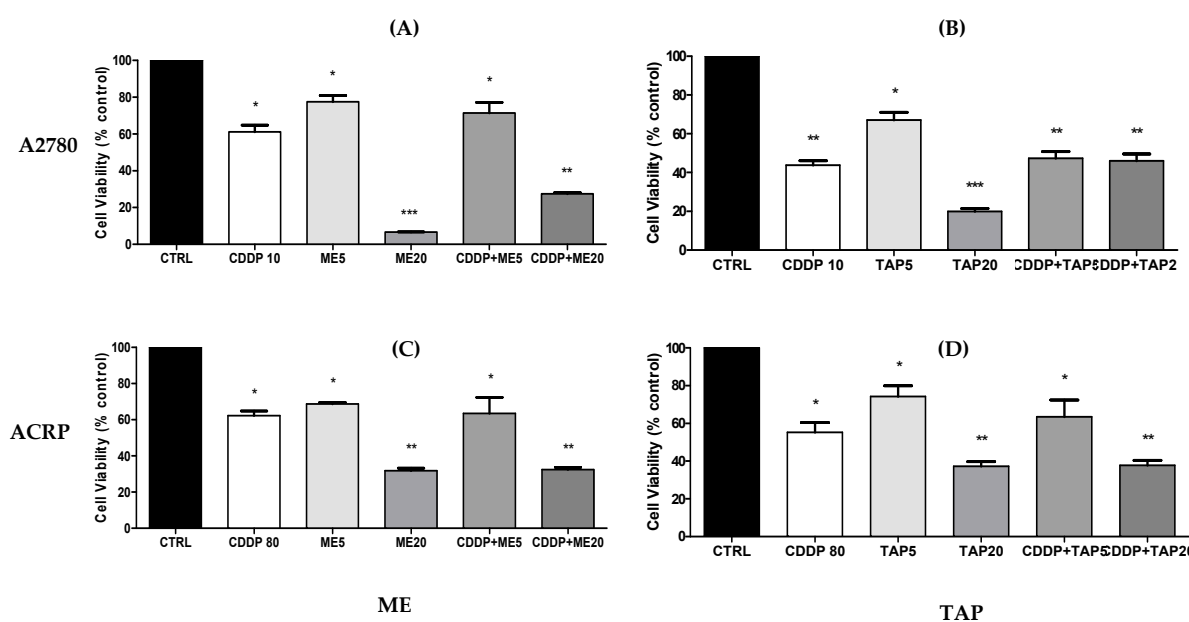 (A)
Cell Viability (% control)
100
80
60
40
20
0
*
*
***
*
**
CTRL CDDP 10 ME5 ME20 CDDP+ME5 CDDP+ME20
(B)
Cell Viability (% control)
100
80
60
40
20
0
**
*
***
**
**
CTRL CDDP 10 TAP5 TAP20 CDDP+TAP5 CDDP+TAP2
A2780
(C)
Cell Viability (% control)
100
80
60
40
20
0
*
*
**
*
**
CTRL CDDP 80 ME5 ME20 CDDP+ME5 CDDP+ME20
(D)
Cell Viability (% control)
100
80
60
40
20
0
*
*
**
*
**
CTRL CDDP 80 TAP5 TAP20 CDDP+TAP5 CDDP+TAP20
ACRP
ME
TAP